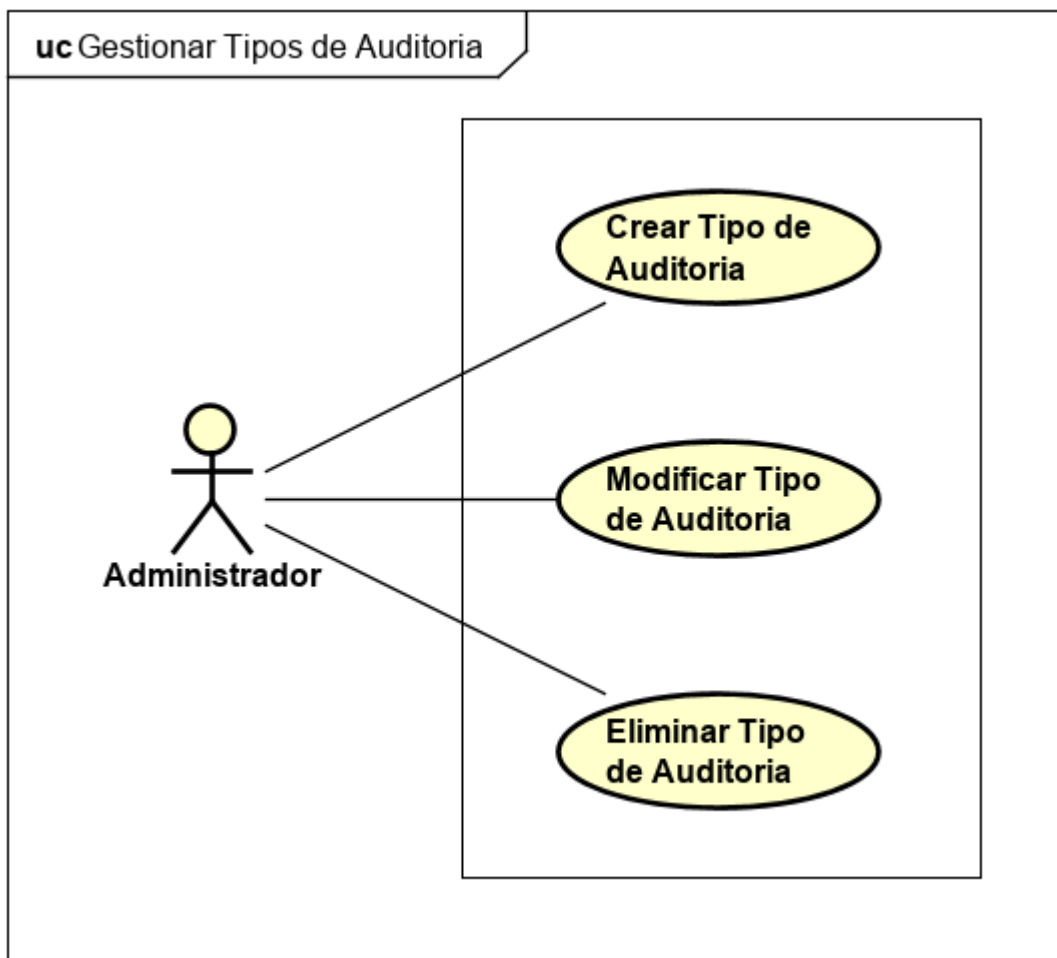 uc Gestionar Tipos de Auditoria
Crear Tipo de
Auditoria
Modificar Tipo
de Auditoria
Administrador
Eliminar Tipo
de Auditoria